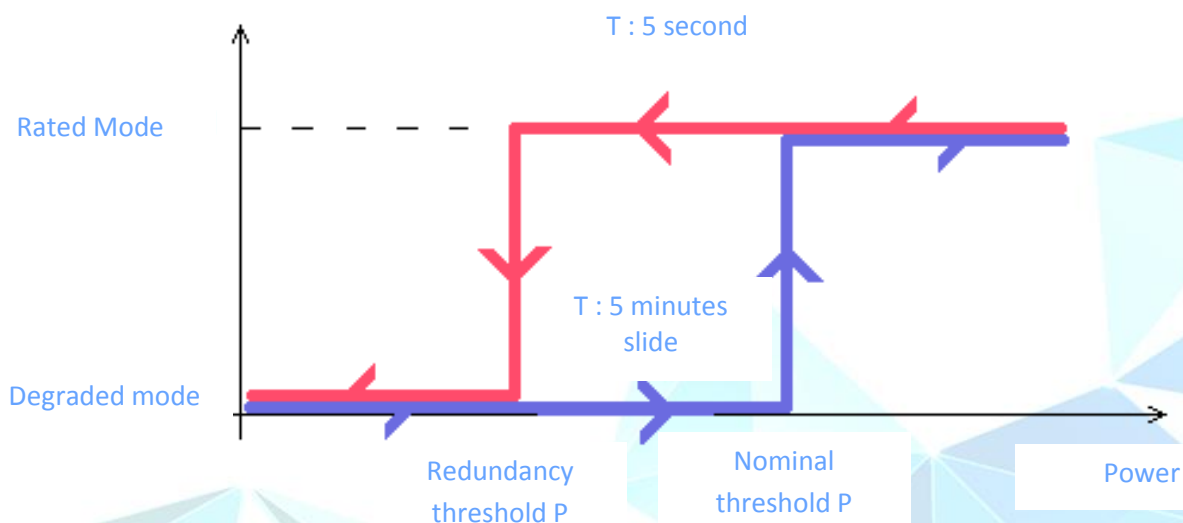 T : 5 second
Rated Mode
T : 5 minutes
slide
Degraded mode
Redundancy
threshold P
Nominal
threshold P
Power